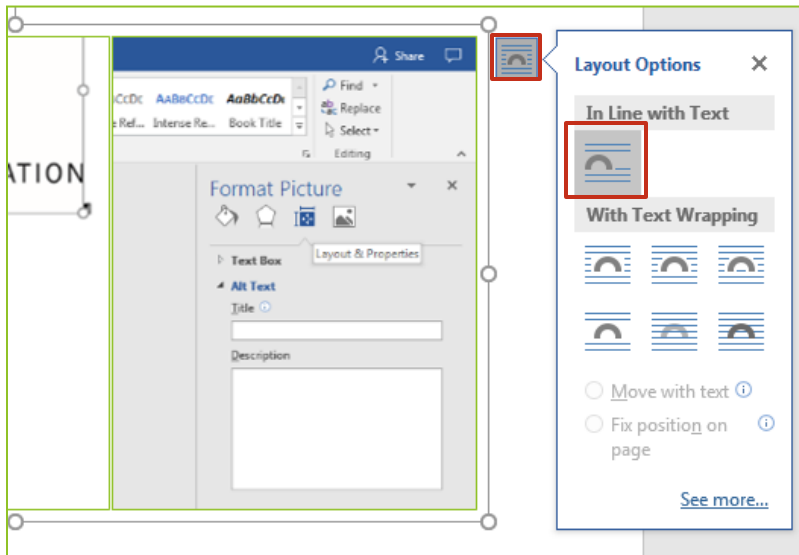 Share
ATION
CcDc AABBCCDC AaBbCcDt
Ref... Intense Re... Book Title
Find
Replace
Select
Editing
Format Picture
Layout & Properties
Text Box
Alt Text
Title
Description
Layout Options
In Line with Text
With Text Wrapping
Move with text
Fix position on
page
See more...